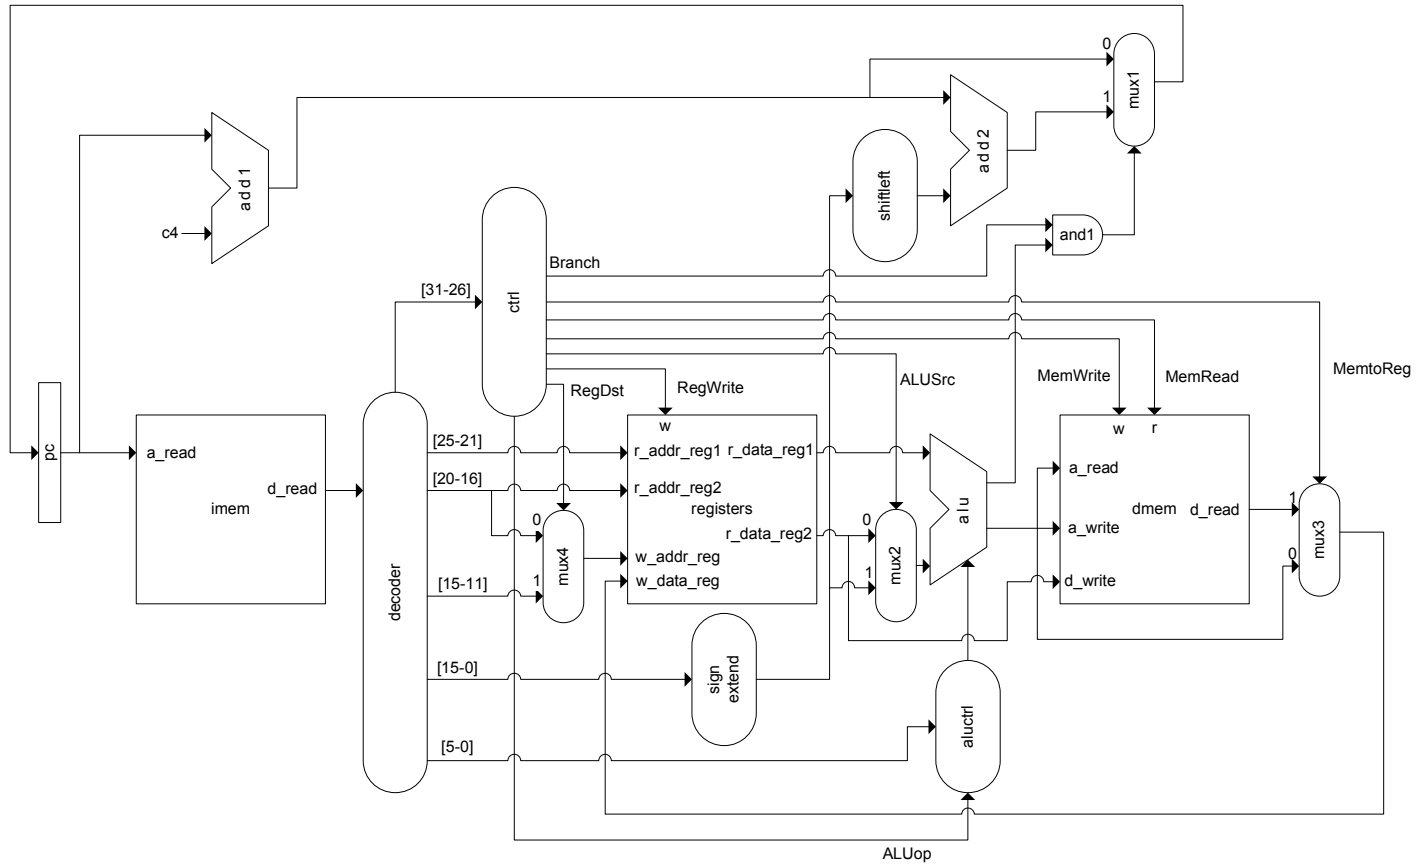 0
mux1
1
add1
add2
shiftleft
c4
and1
Branch
[31-26]
ctrl
RegDst
RegWrite
ALUSrc
MemWrite
MemRead
MemtoReg
pc
a_read
d_read
imem
decoder
[25-21]
[20-16]
[15-11]
[15-0]
[5-0]
0
1
mux4
w
r_addr_reg1
r_data_reg1
r_addr_reg2
registers
r_data_reg2
w_addr_reg
w_data_reg
sign
extend
0
1
mux2
alu
w
r
a_read
dmem
d_read
a_write
d_write
1
0
mux3
aluctrl
ALUop